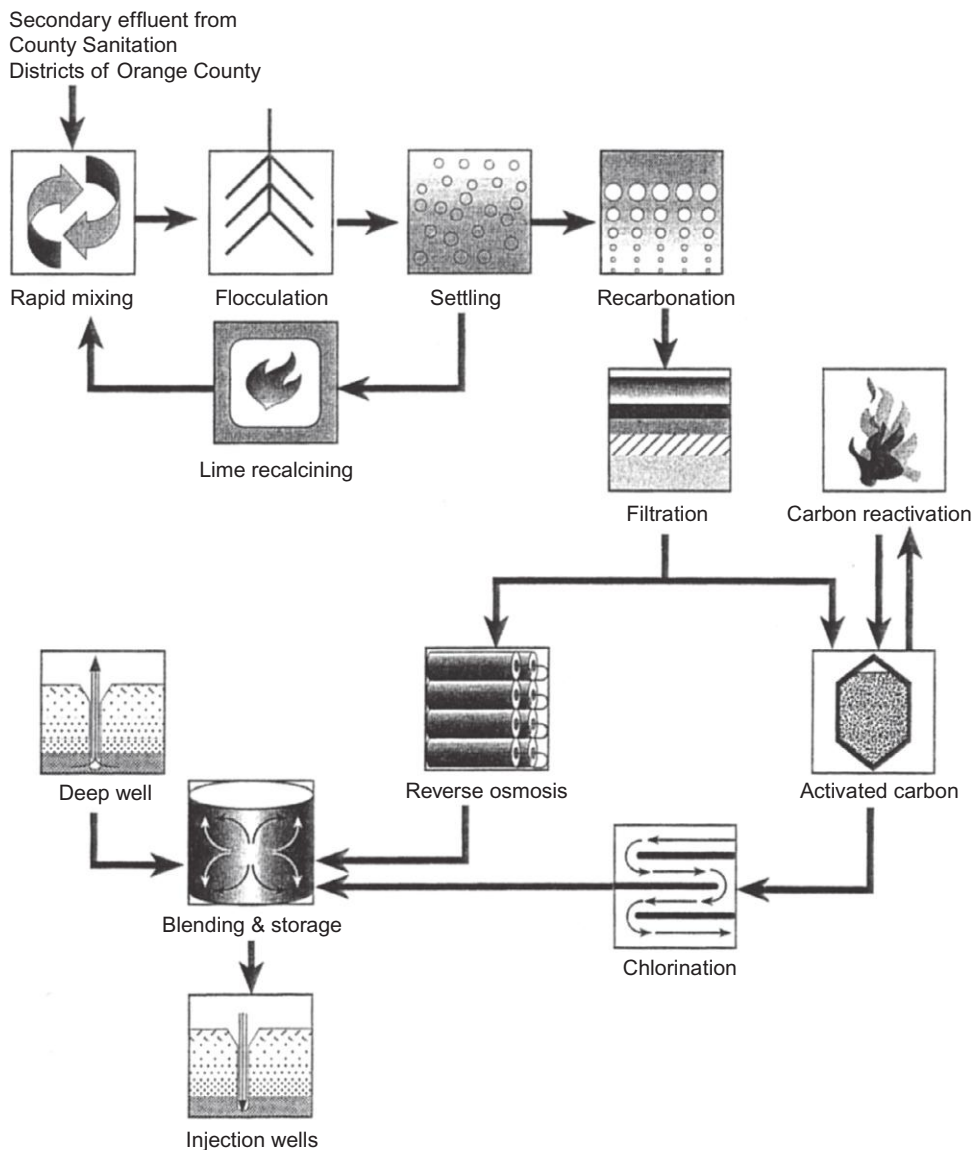 Secondary effluent from
County Sanitation
Districts of Orange County
Rapid mixing
Flocculation
Settling
Recarbonation
Lime recalcining
Filtration
Carbon reactivation
Deep well
Reverse osmosis
Activated carbon
Blending & storage
Chlorination
Injection wells